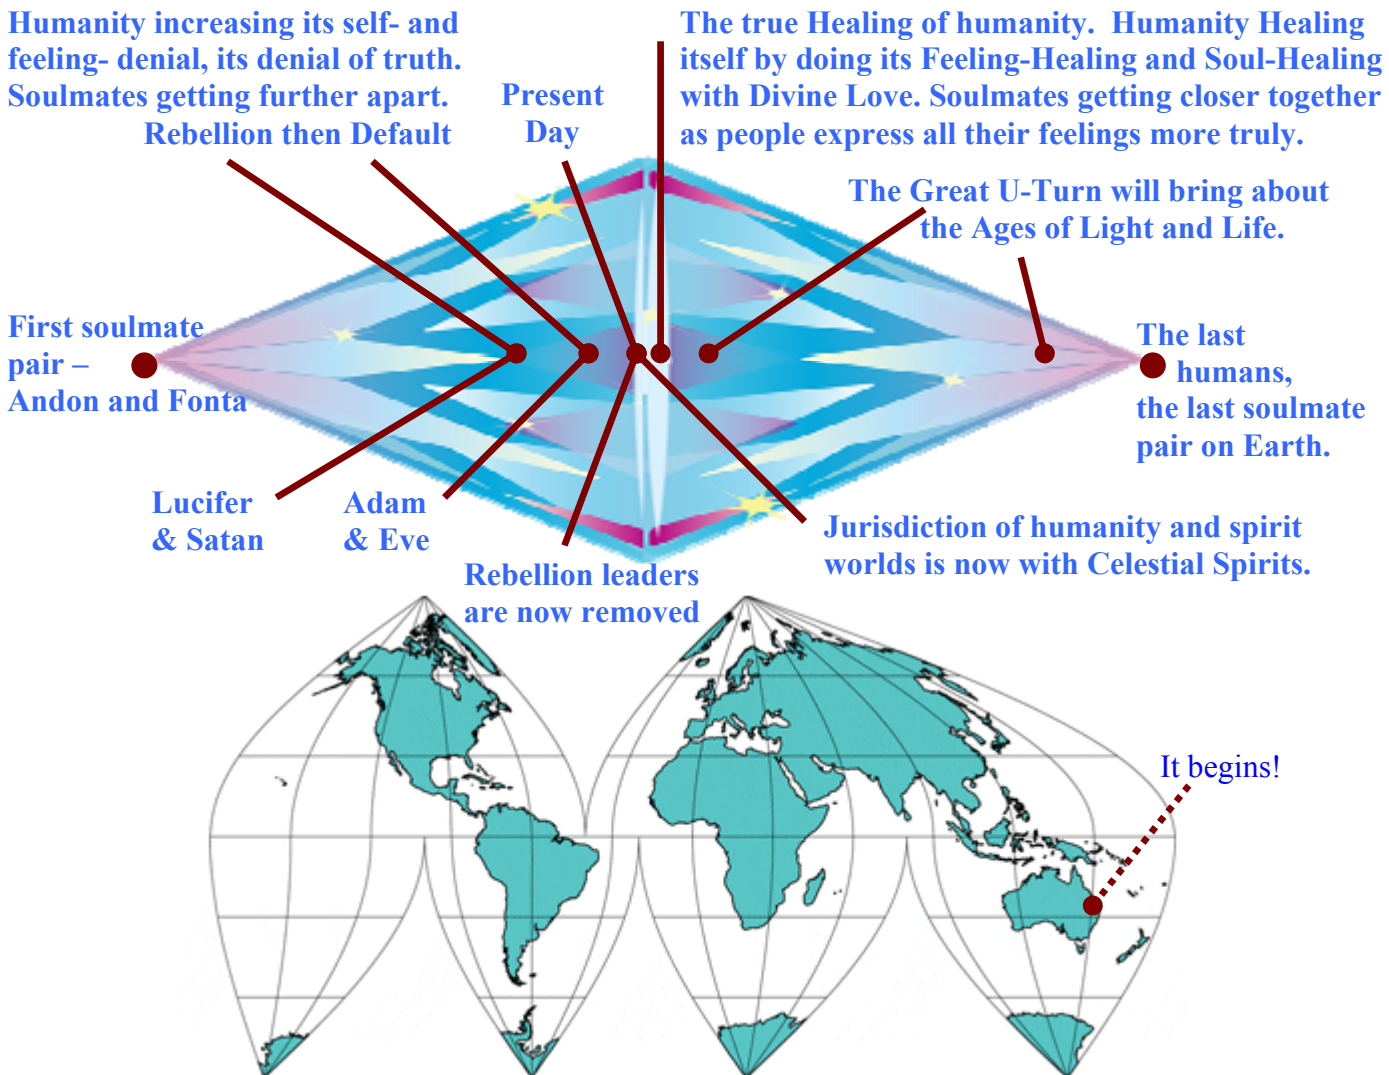 Humanity increasing its self- and
feeling- denial, its denial of truth.
Soulmates getting further apart.
Rebellion then Default
Present
Day
The true Healing of humanity.  Humanity Healing
itself by doing its Feeling-Healing and Soul-Healing
with Divine Love. Soulmates getting closer together
as people express all their feelings more truly.
The Great U-Turn will bring about
the Ages of Light and Life.
First soulmate
pair –
Andon and Fonta
The last
humans,
the last soulmate
pair on Earth.
Lucifer
& Satan
Adam
& Eve
Rebellion leaders
are now removed
Jurisdiction of humanity and spirit
worlds is now with Celestial Spirits.
It begins!